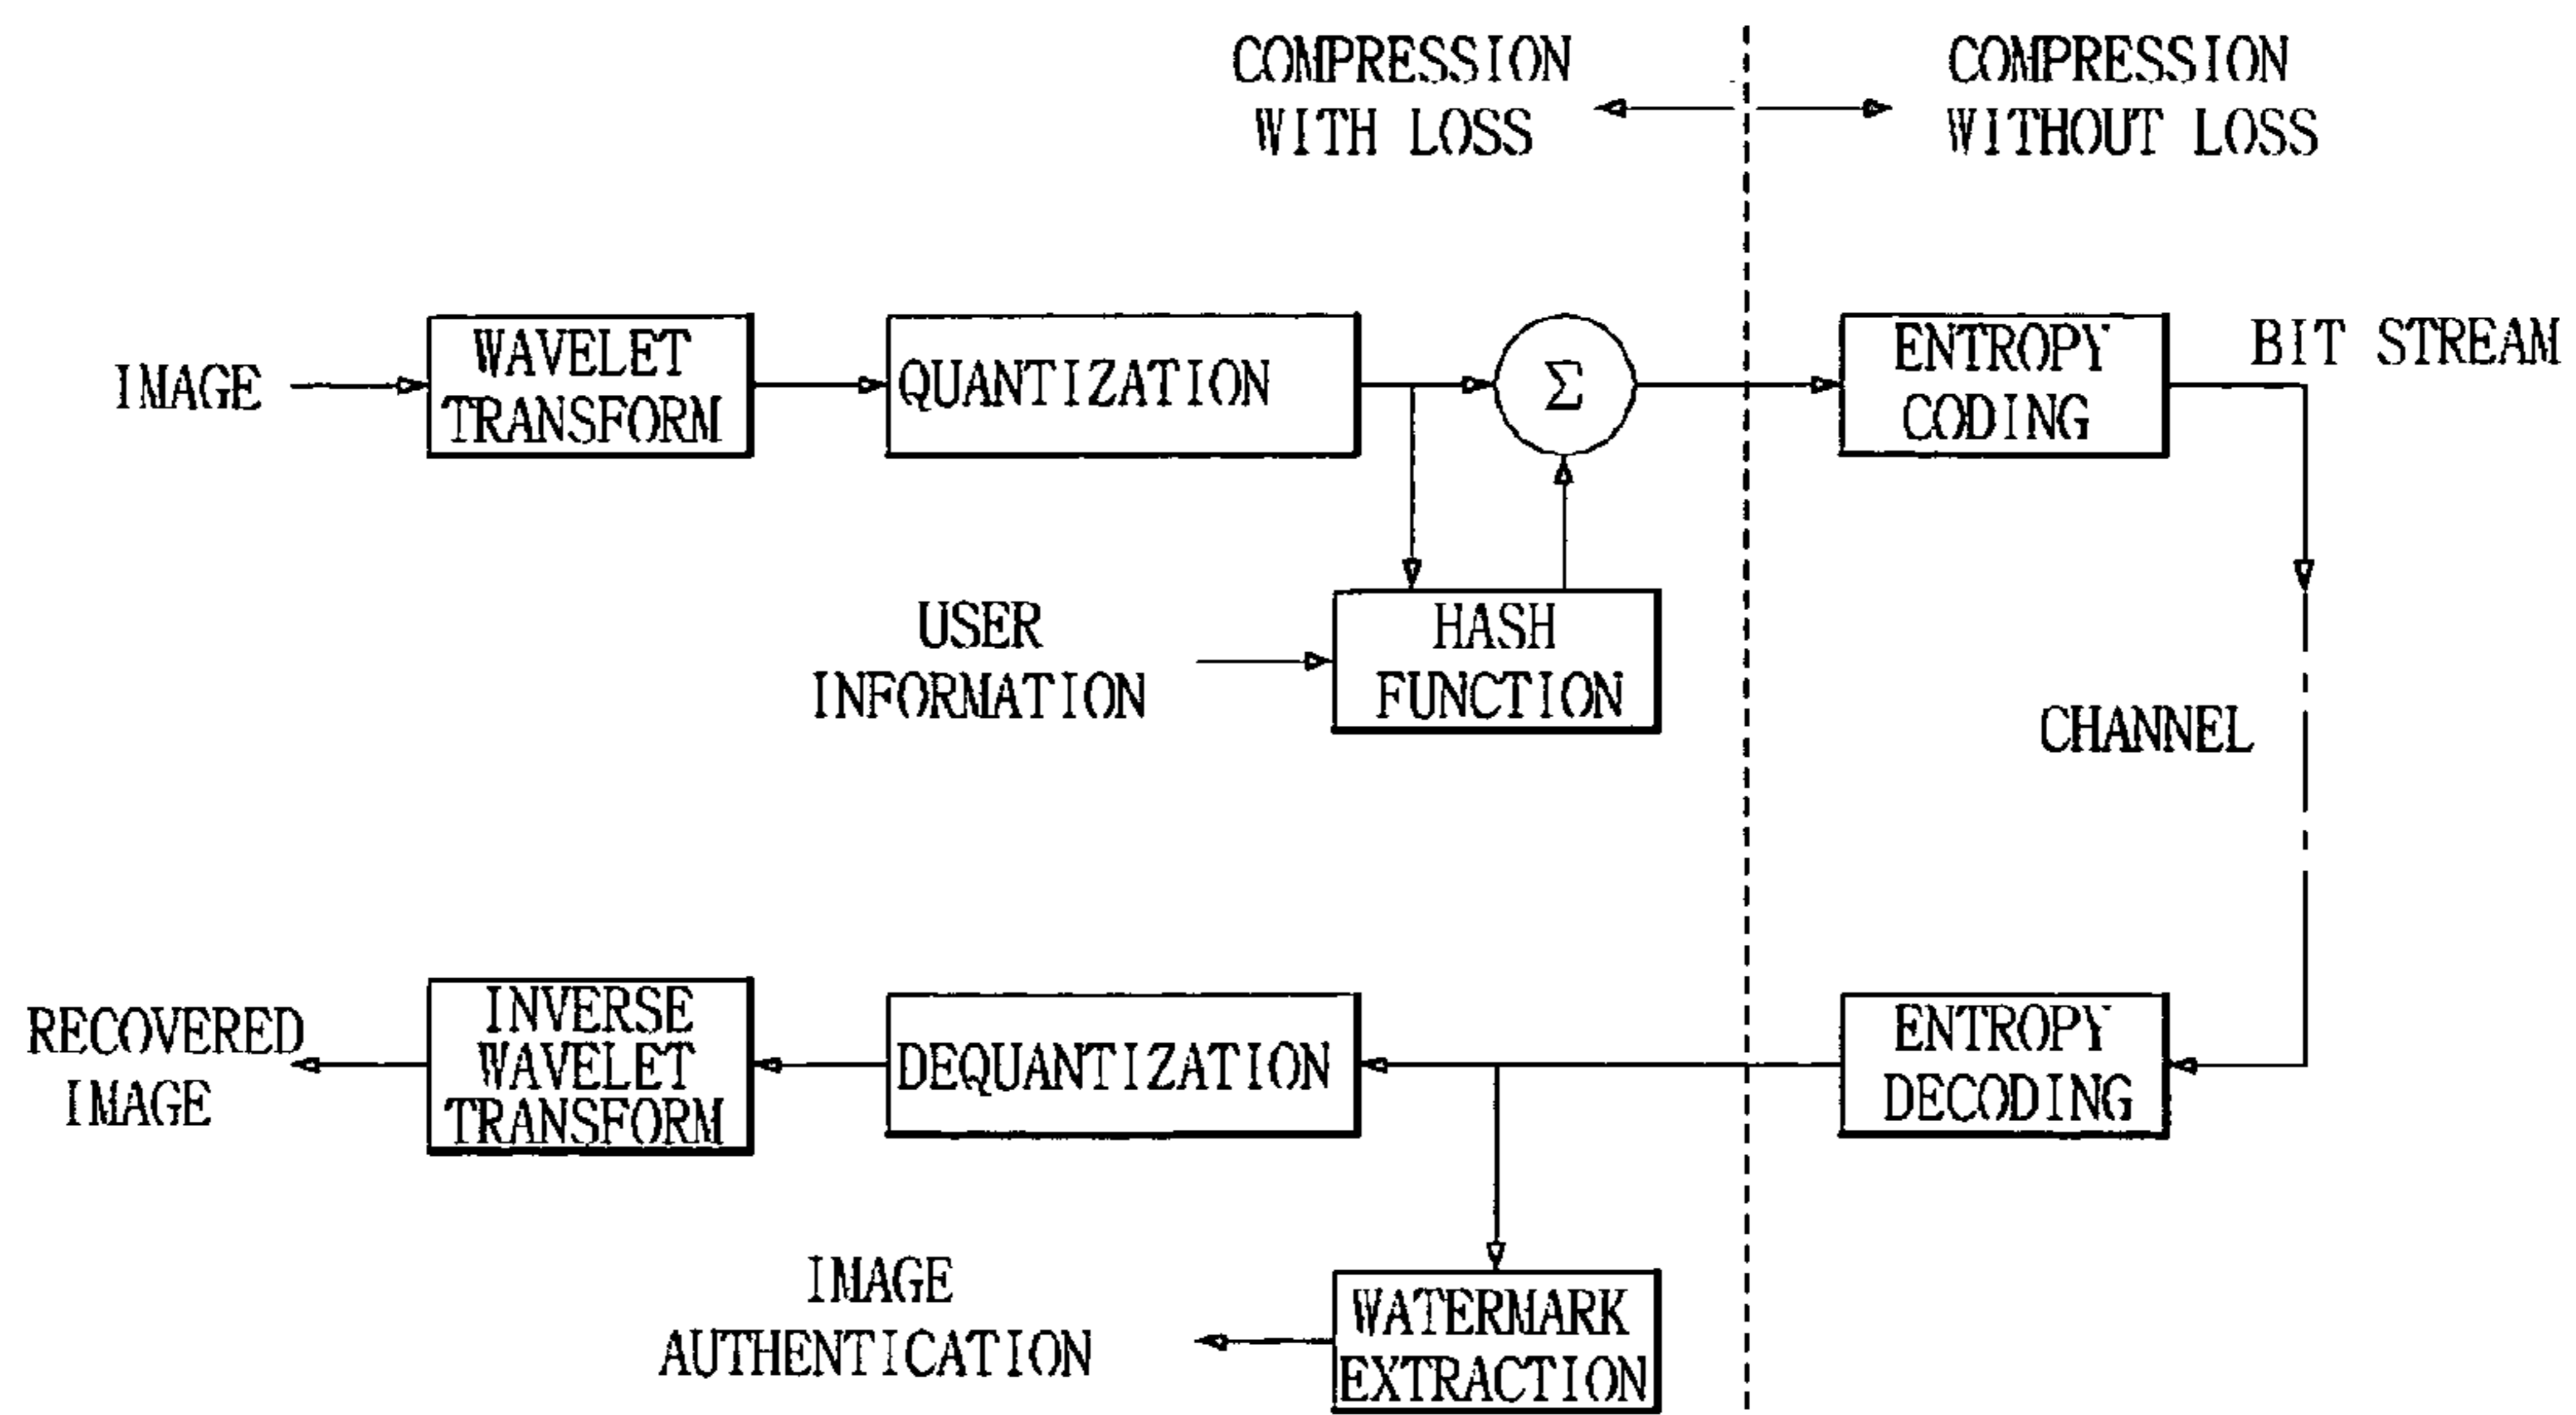 COMPRESSION
WITH LOSS
COMPRESSION
WITHOUT LOSS
IMAGE
WAVELET
TRANSFORM
QUANTIZATION
Σ
ENTROPY
CODING
BIT STREAM
USER
INFORMATION
HASH
FUNCTION
CHANNEL
RECOVERED
IMAGE
INVERSE
WAVELET
TRANSFORM
DEQUANTIZATION
ENTROPY
DECODING
IMAGE
AUTHENTICATION
WATERMARK
EXTRACTION